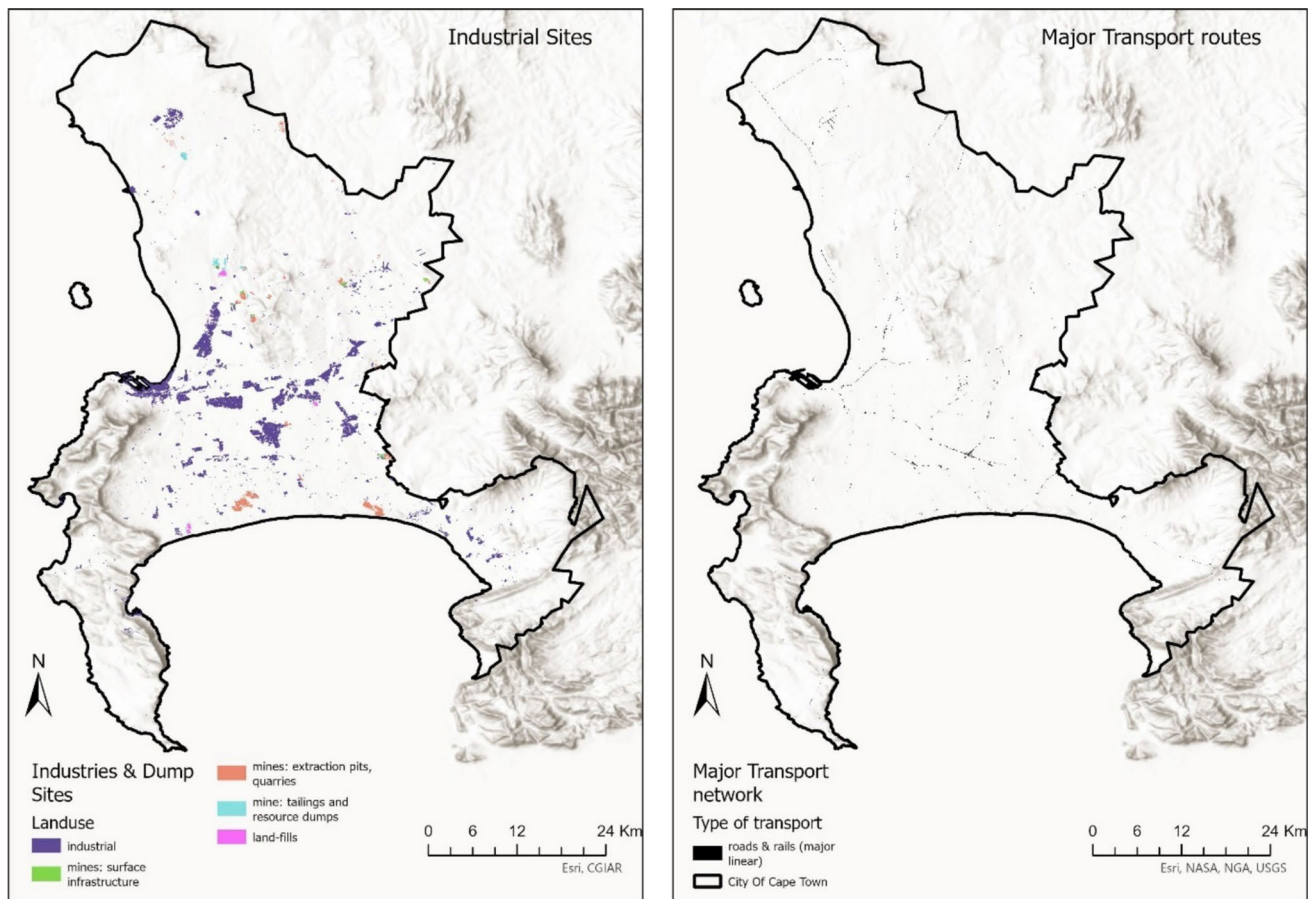 Industrial Sites
N
Industries & Dump
Sites
Landuse
industrial
mines: surface
infrastructure
mines: extraction pits,
quarries
mine: tailings and
resource dumps
land-fills
0 6 12 24 Km
Esri, CGIAR
Major Transport routes
N
Major Transport
network
Type of transport
roads & rails (major
linear)
City Of Cape Town
0 6 12 24 Km
Esri, NASA, NGA, USGS